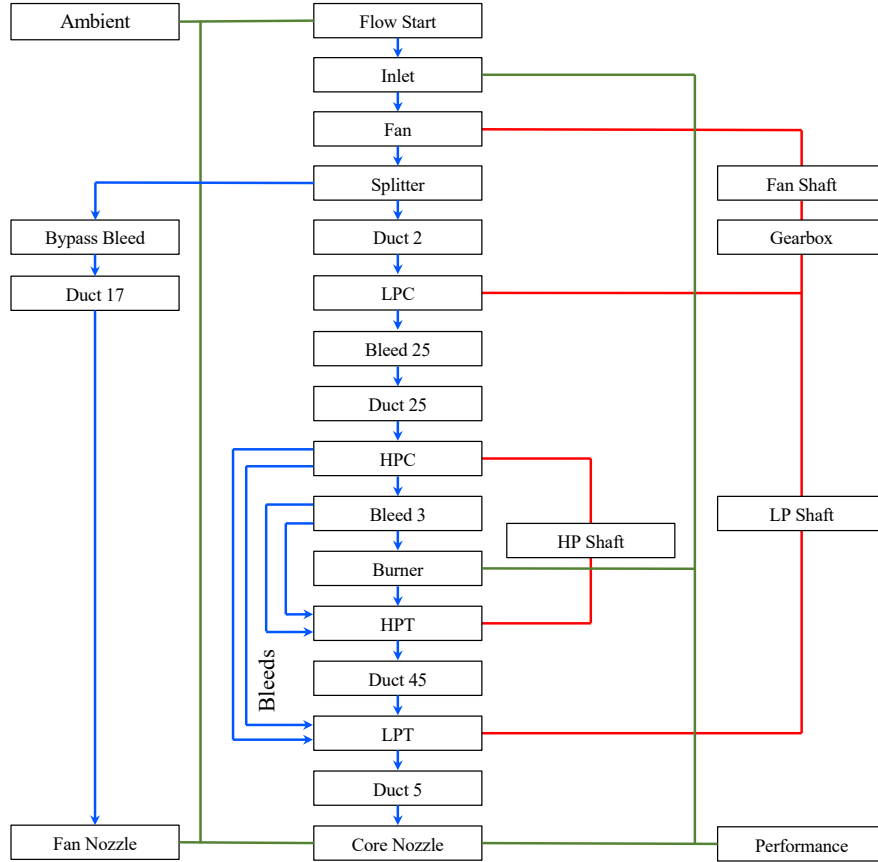 Ambient
Flow Start
Inlet
Fan
Splitter
Fan Shaft
Bypass Bleed
Duct 2
Gearbox
Duct 17
LPC
Bleed 25
Duct 25
HPC
Bleed 3
LP Shaft
HP Shaft
Burner
HPT
Bleeds
Duct 45
LPT
Duct 5
Fan Nozzle
Core Nozzle
Performance